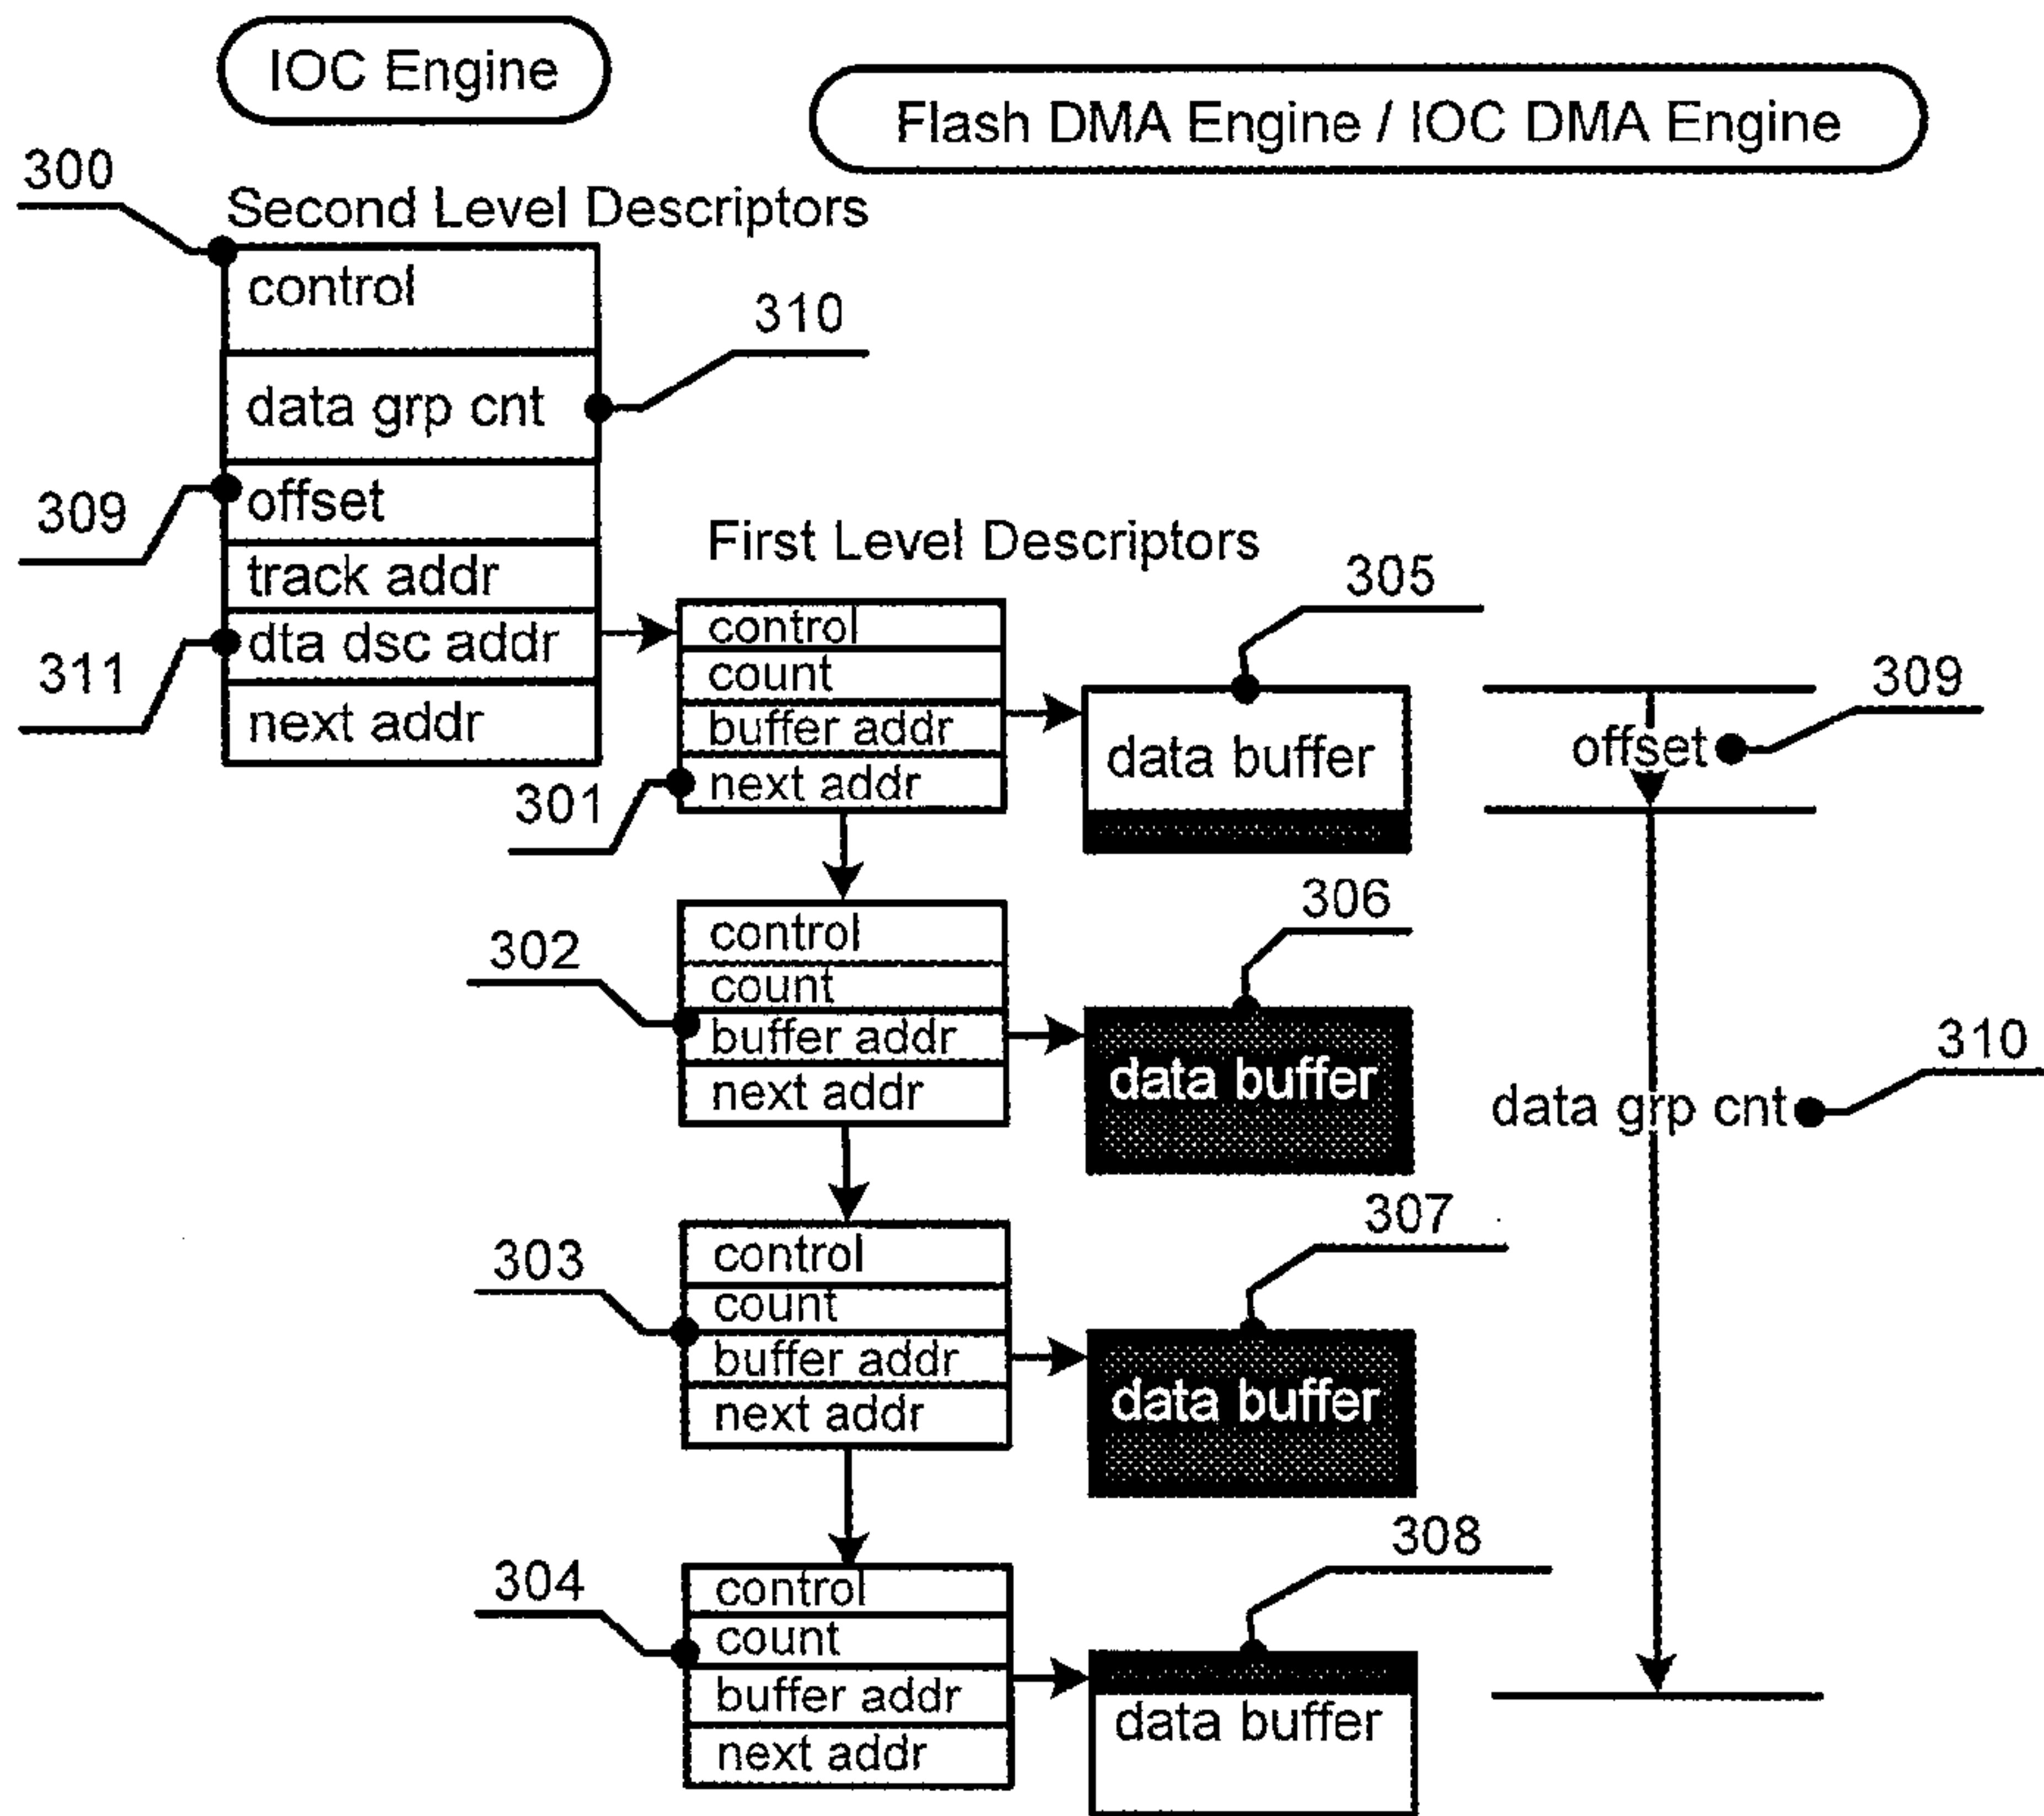 IOC Engine
Flash DMA Engine / IOC DMA Engine
300
Second Level Descriptors
control
310
data grp cnt
309
offset
track addr
311
dta dsc addr
next addr
First Level Descriptors
control
count
buffer addr
301
next addr
305
data buffer
offset
309
302
control
count
buffer addr
next addr
306
data buffer
data grp cnt
310
303
control
count
buffer addr
next addr
307
data buffer
304
control
count
buffer addr
next addr
308
data buffer